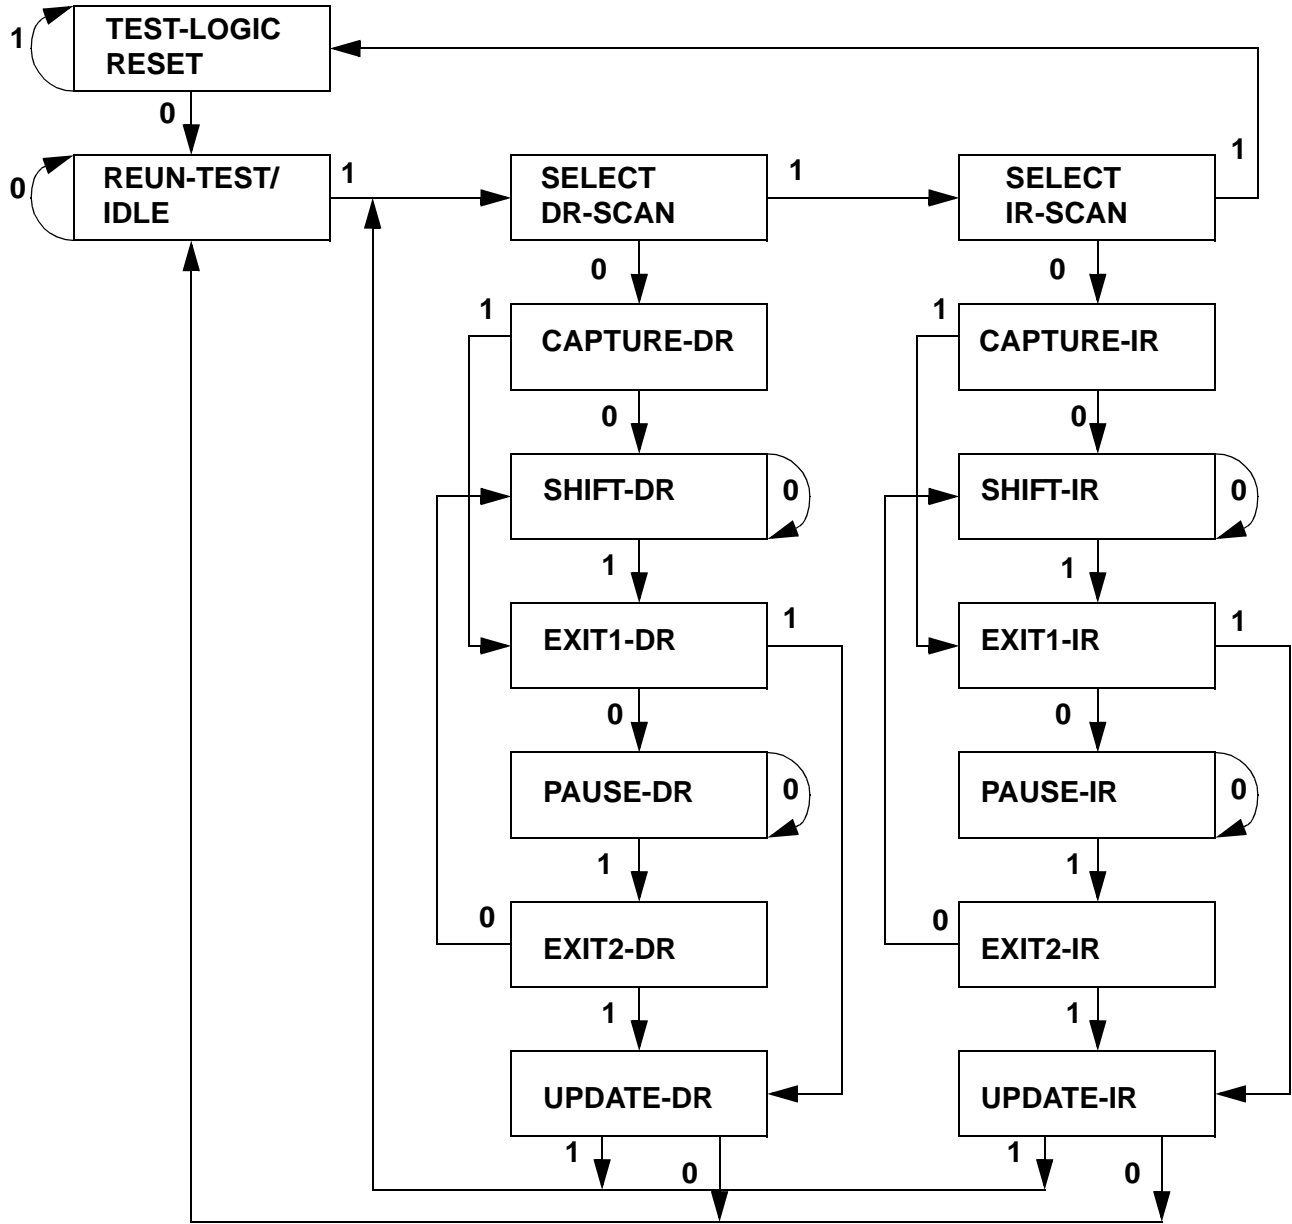 1
TEST-LOGIC
RESET
0
0
REUN-TEST/
IDLE
1
SELECT
DR-SCAN
1
SELECT
IR-SCAN
1
0
0
1
CAPTURE-DR
1
CAPTURE-IR
0
0
SHIFT-DR
0
SHIFT-IR
0
1
1
EXIT1-DR
1
EXIT1-IR
1
0
0
PAUSE-DR
0
PAUSE-IR
0
1
1
0
EXIT2-DR
0
EXIT2-IR
1
1
UPDATE-DR
UPDATE-IR
1
0
1
0